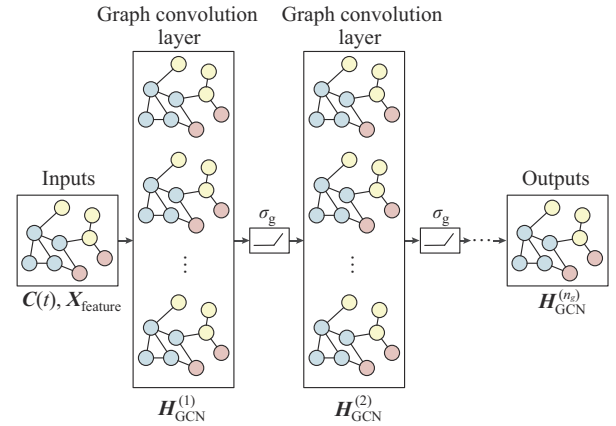 Graph convolution
layer
Graph convolution
layer
Inputs
σg
σg
Outputs
C(t), Xfeature
H(1)GCN
H(2)GCN
H(ng)GCN